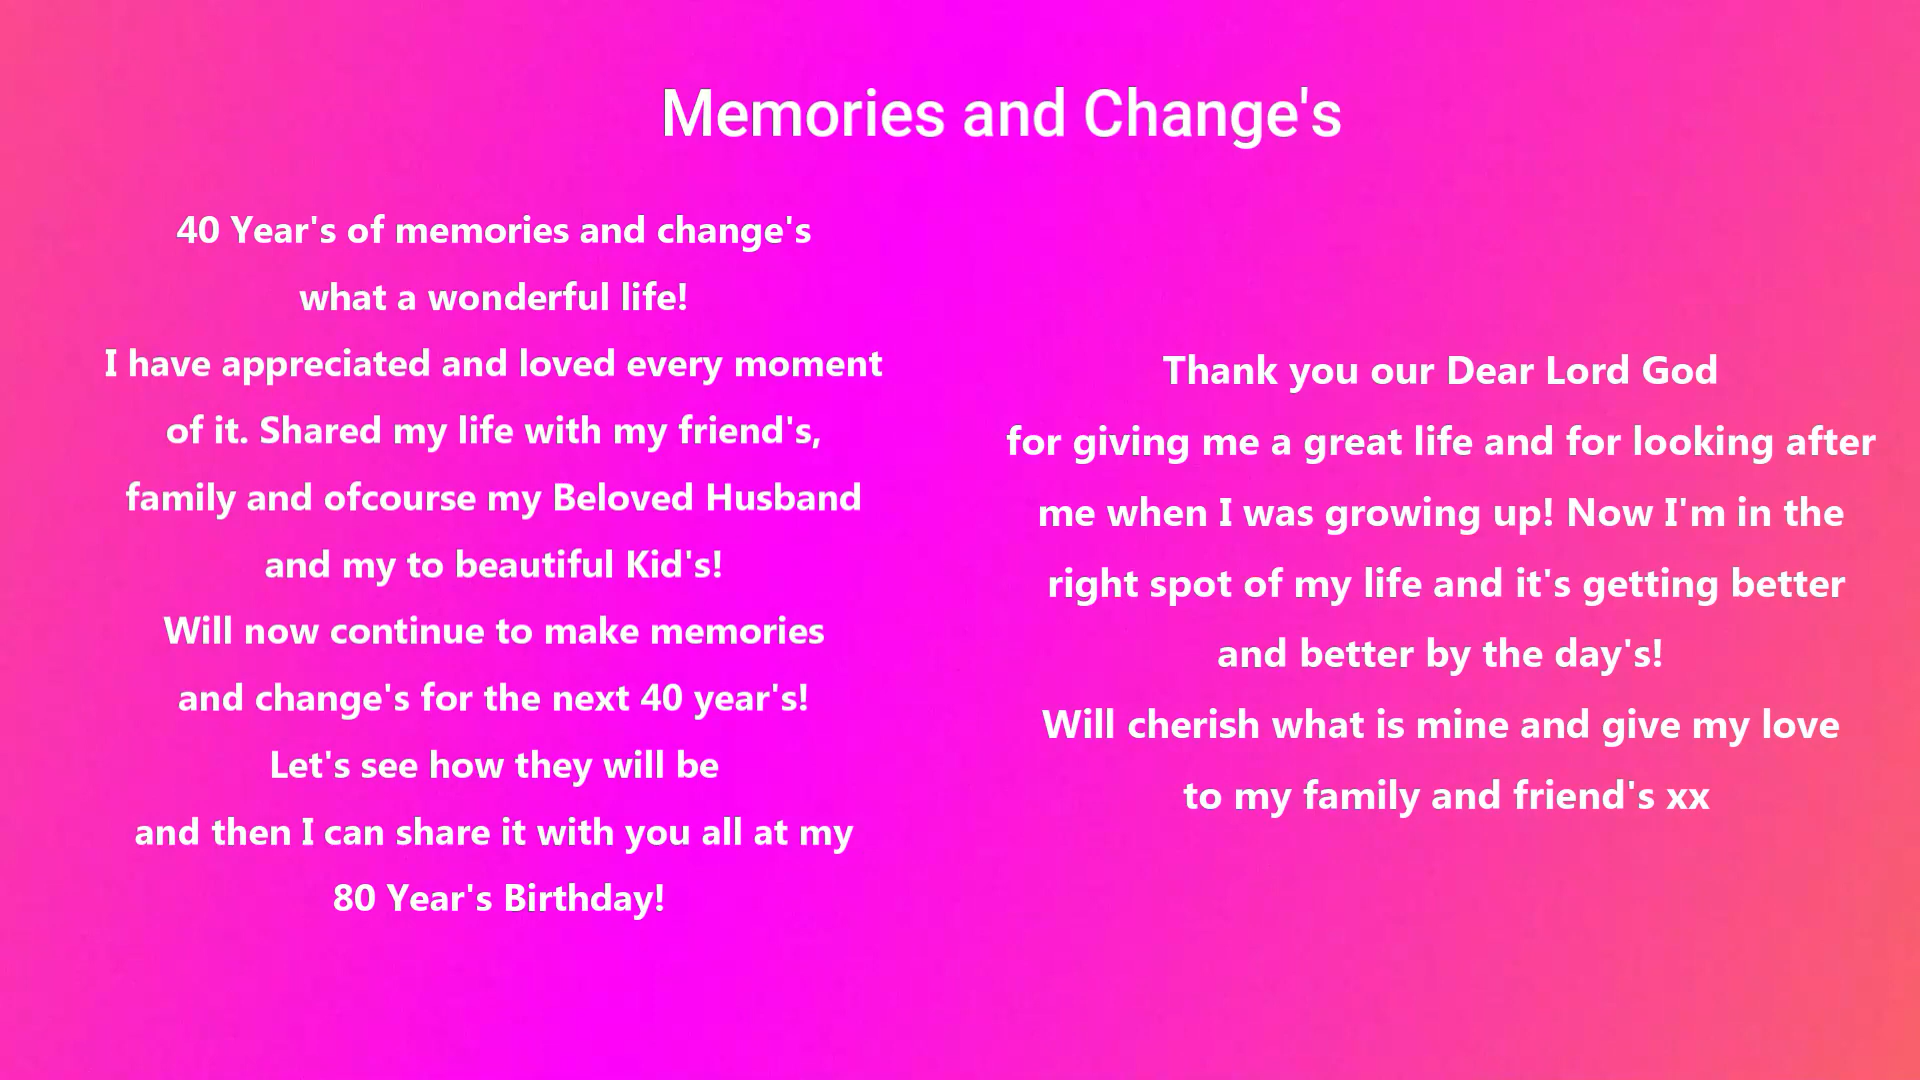 Memories and Change's
40 Year's of memories and change's
what a wonderful life!
I have appreciated and loved every moment
of it. Shared my life with my friend's,
family and ofcourse my Beloved Husband
and my to beautiful Kid's!
Will now continue to make memories
and change's for the next 40 year's!
Let's see how they will be
and then I can share it with you all at my
80 Year's Birthday!
Thank you our Dear Lord God
for giving me a great life and for looking after
me when I was growing up! Now I'm in the
right spot of my life and it's getting better
and better by the day's!
Will cherish what is mine and give my love
to my family and friend's xx